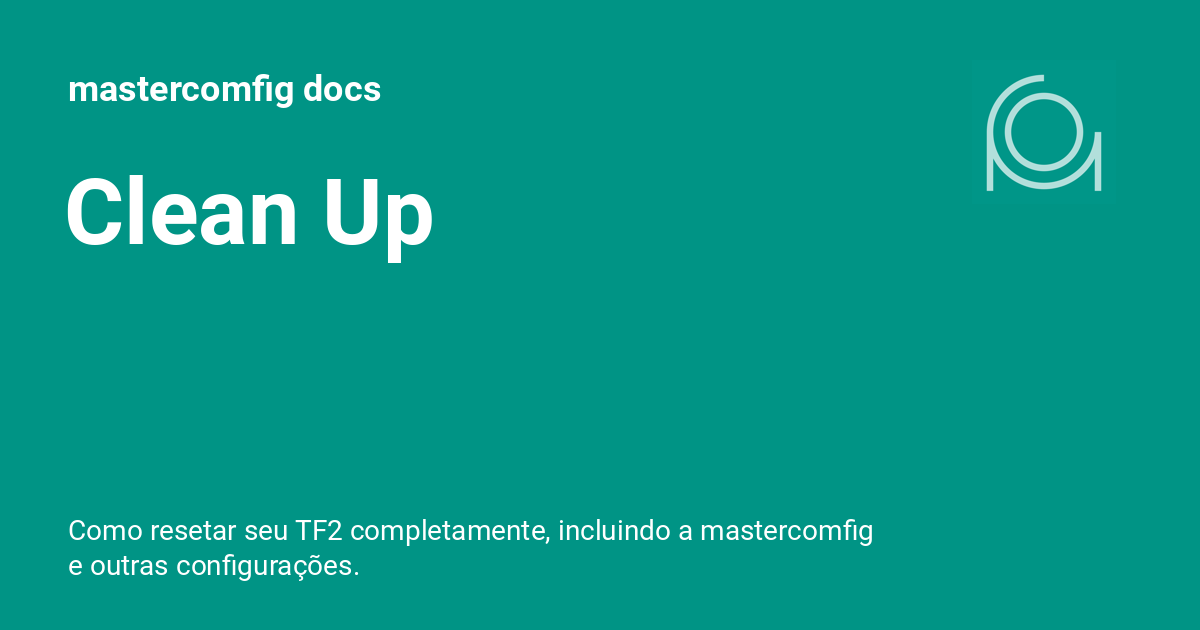 mastercomfig docs
Clean Up
Como resetar seu TF2 completamente, incluindo a mastercomfig
e outras configurações.